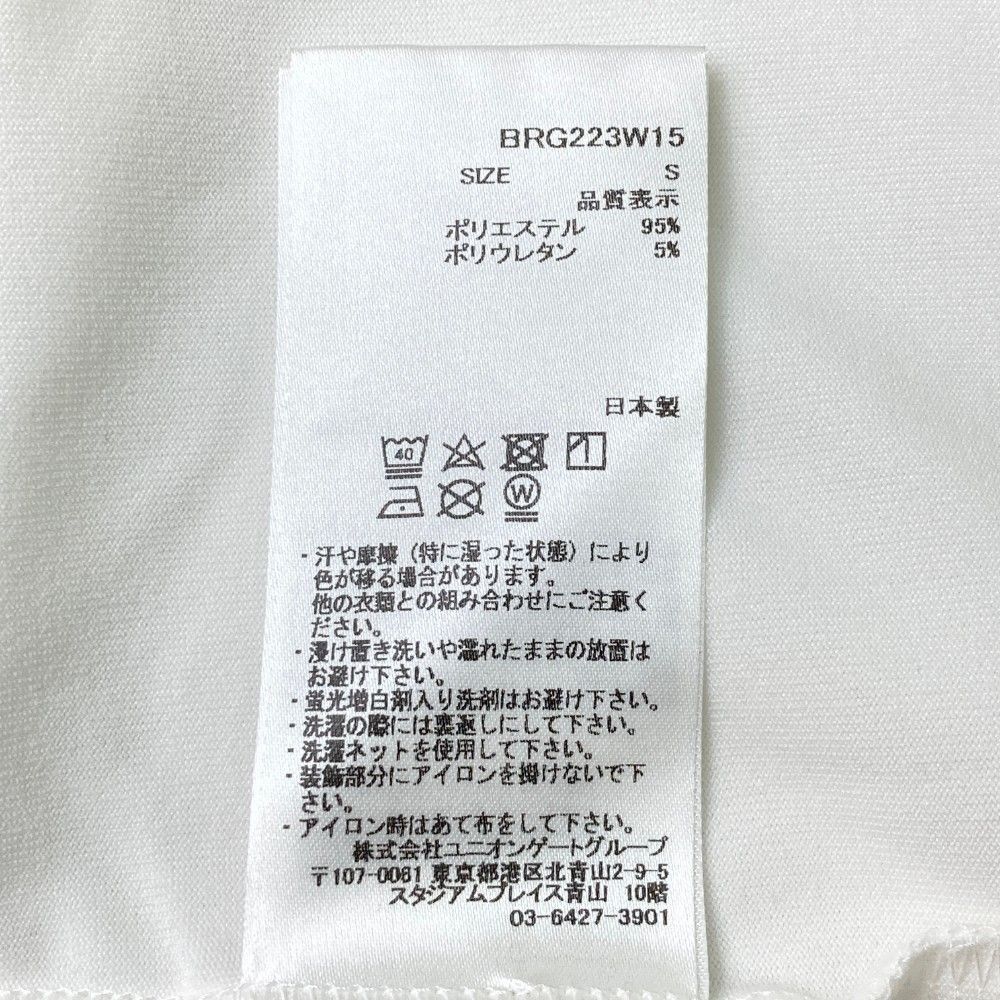 BRG223W15
SIZE S
品質表示
ポリエステル 95%
ポリウレタン 5%
日本製
40
W
・汗や摩擦（特に湿った状態）により
色が移る場合があります。
他の衣類との組み合わせにご注意く
ださい。
・浸け置き洗いや濡れたままの放置は
お避け下さい。
・蛍光増白剤入り洗剤はお避け下さい。
・洗濯の際には裏返しにして下さい。
・洗濯ネットを使用して下さい。
・装飾部分にアイロンを掛けないで下
さい。
・アイロン時はあて布をして下さい。
株式会社ユニオンゲートグループ
〒107-0061 東京都港区北青山2-9-5
スタジアムプレイス青山 10階
03-6427-3901